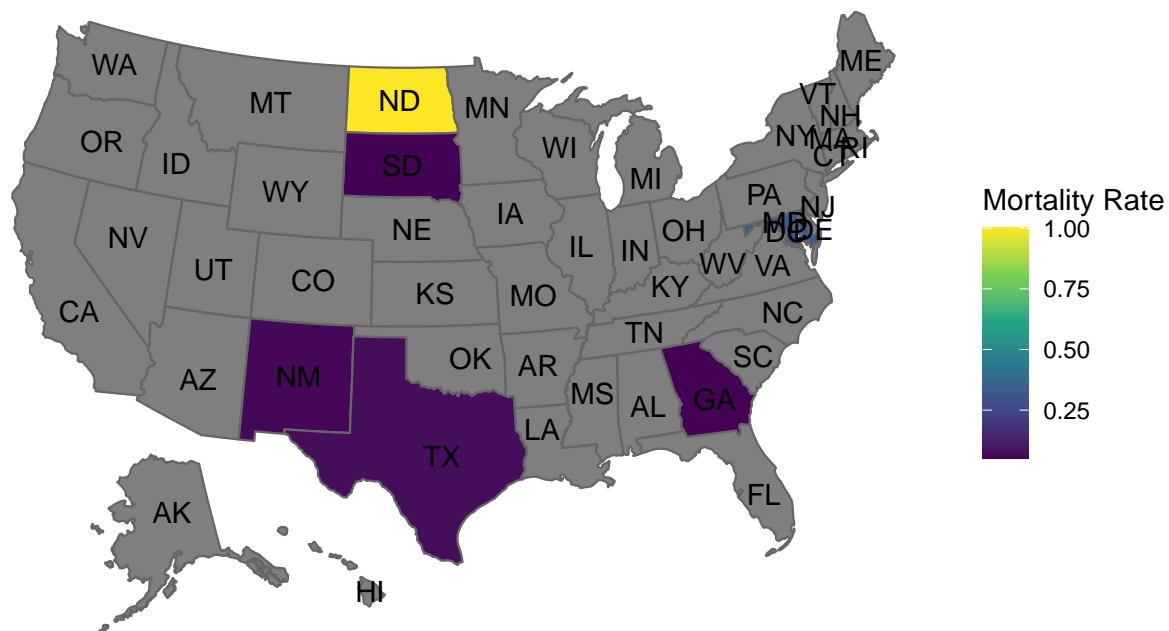 WA
ME
MT
ND
VT
MN
NH
OR
NY
MA
RI
WI
CT
ID
SD
MI
WY
PA
Mortality Rate
NJ
IA
MD
DC
DE
1.00
NE
OH
NV
IL
IN
WV
VA
UT
CO
KS
MO
KY
0.75
CA
NC
TN
0.50
SC
AZ
NM
OK
AR
MS
AL
GA
0.25
LA
TX
FL
AK
HI